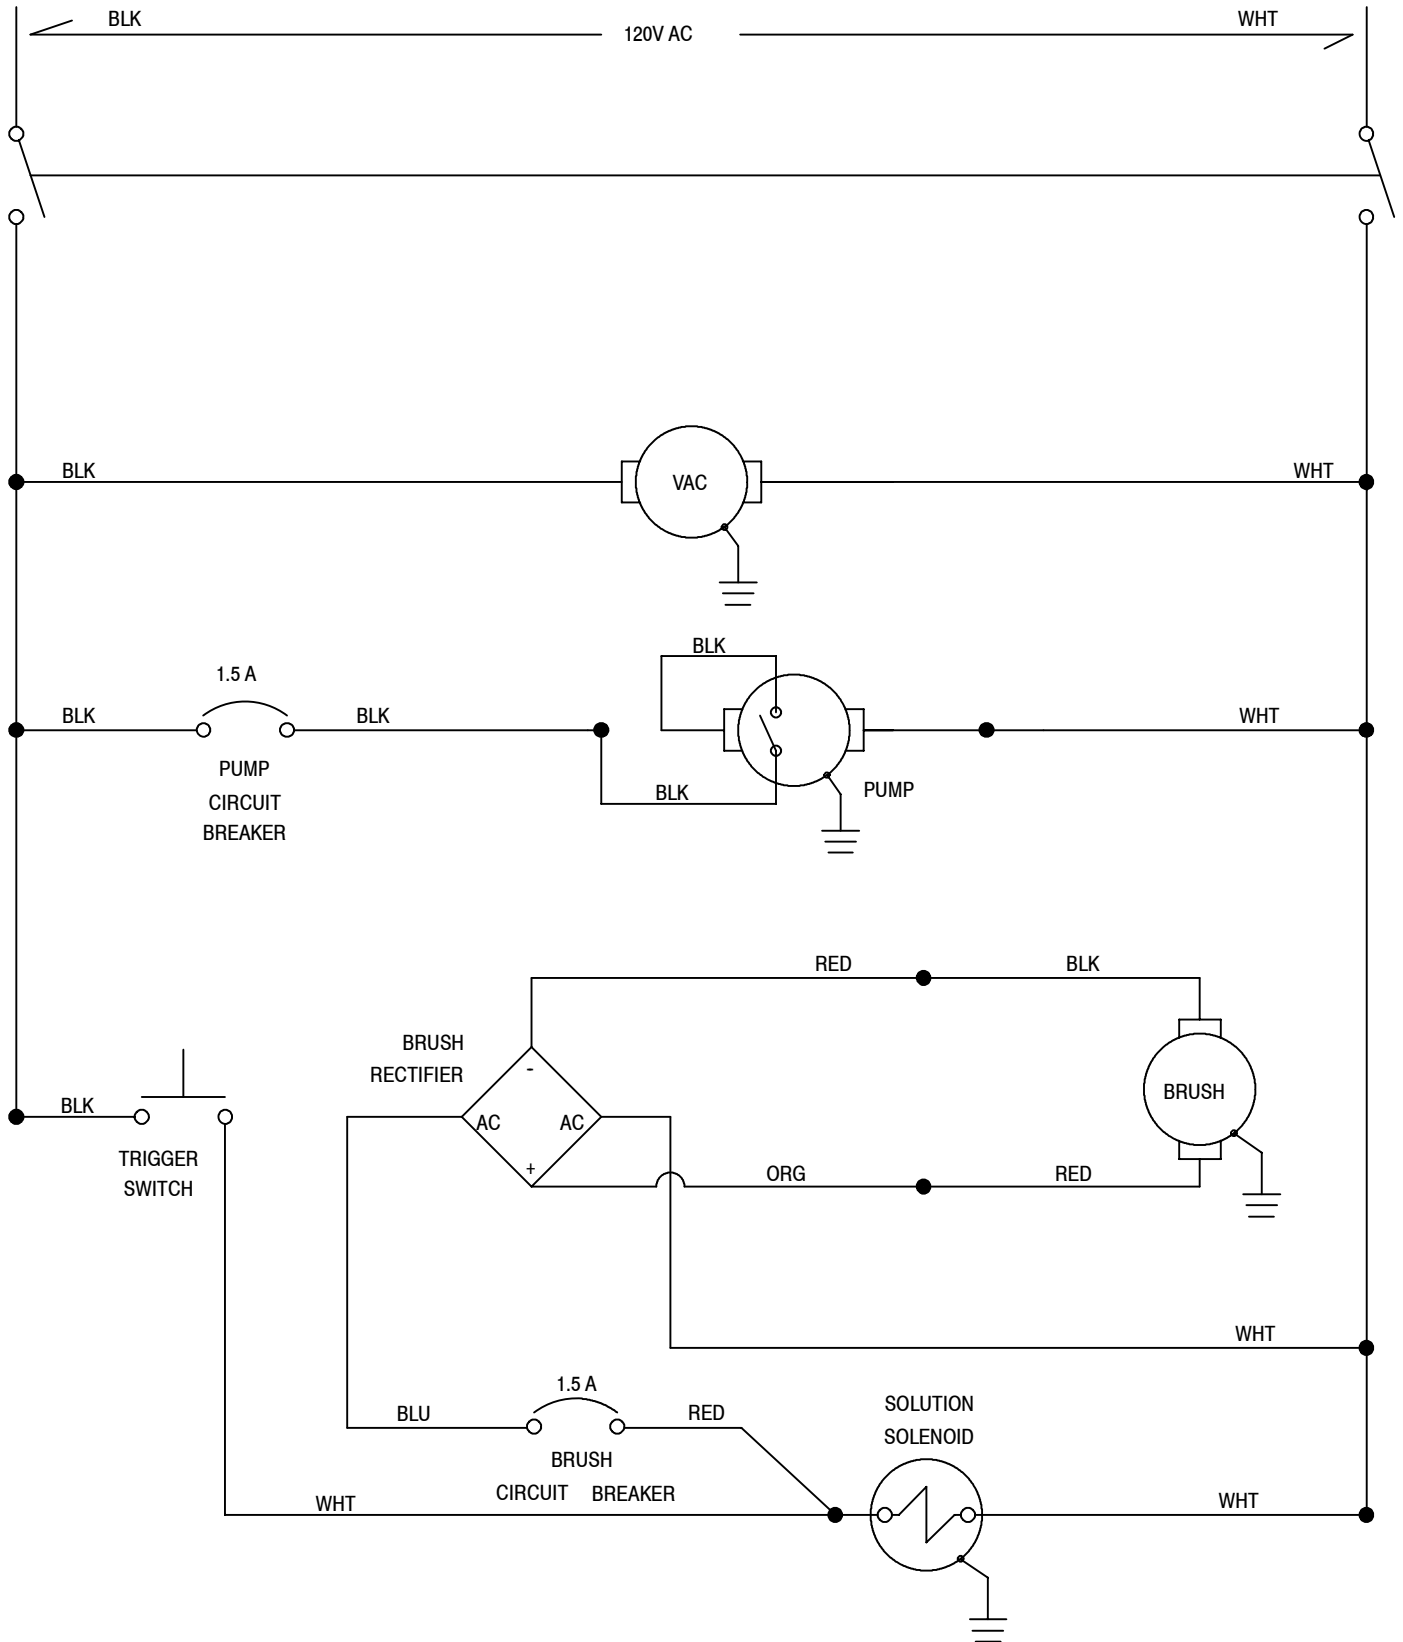 BLK
120V AC
WHT
BLK
VAC
WHT
BLK
1.5 A
BLK
BLK
WHT
PUMP
CIRCUIT
BREAKER
BLK
PUMP
RED
BLK
BRUSH
RECTIFIER
-
AC
AC
+
BRUSH
BLK
TRIGGER
SWITCH
ORG
RED
WHT
1.5 A
BLU
RED
BRUSH
CIRCUIT BREAKER
SOLUTION
SOLENOID
WHT
WHT